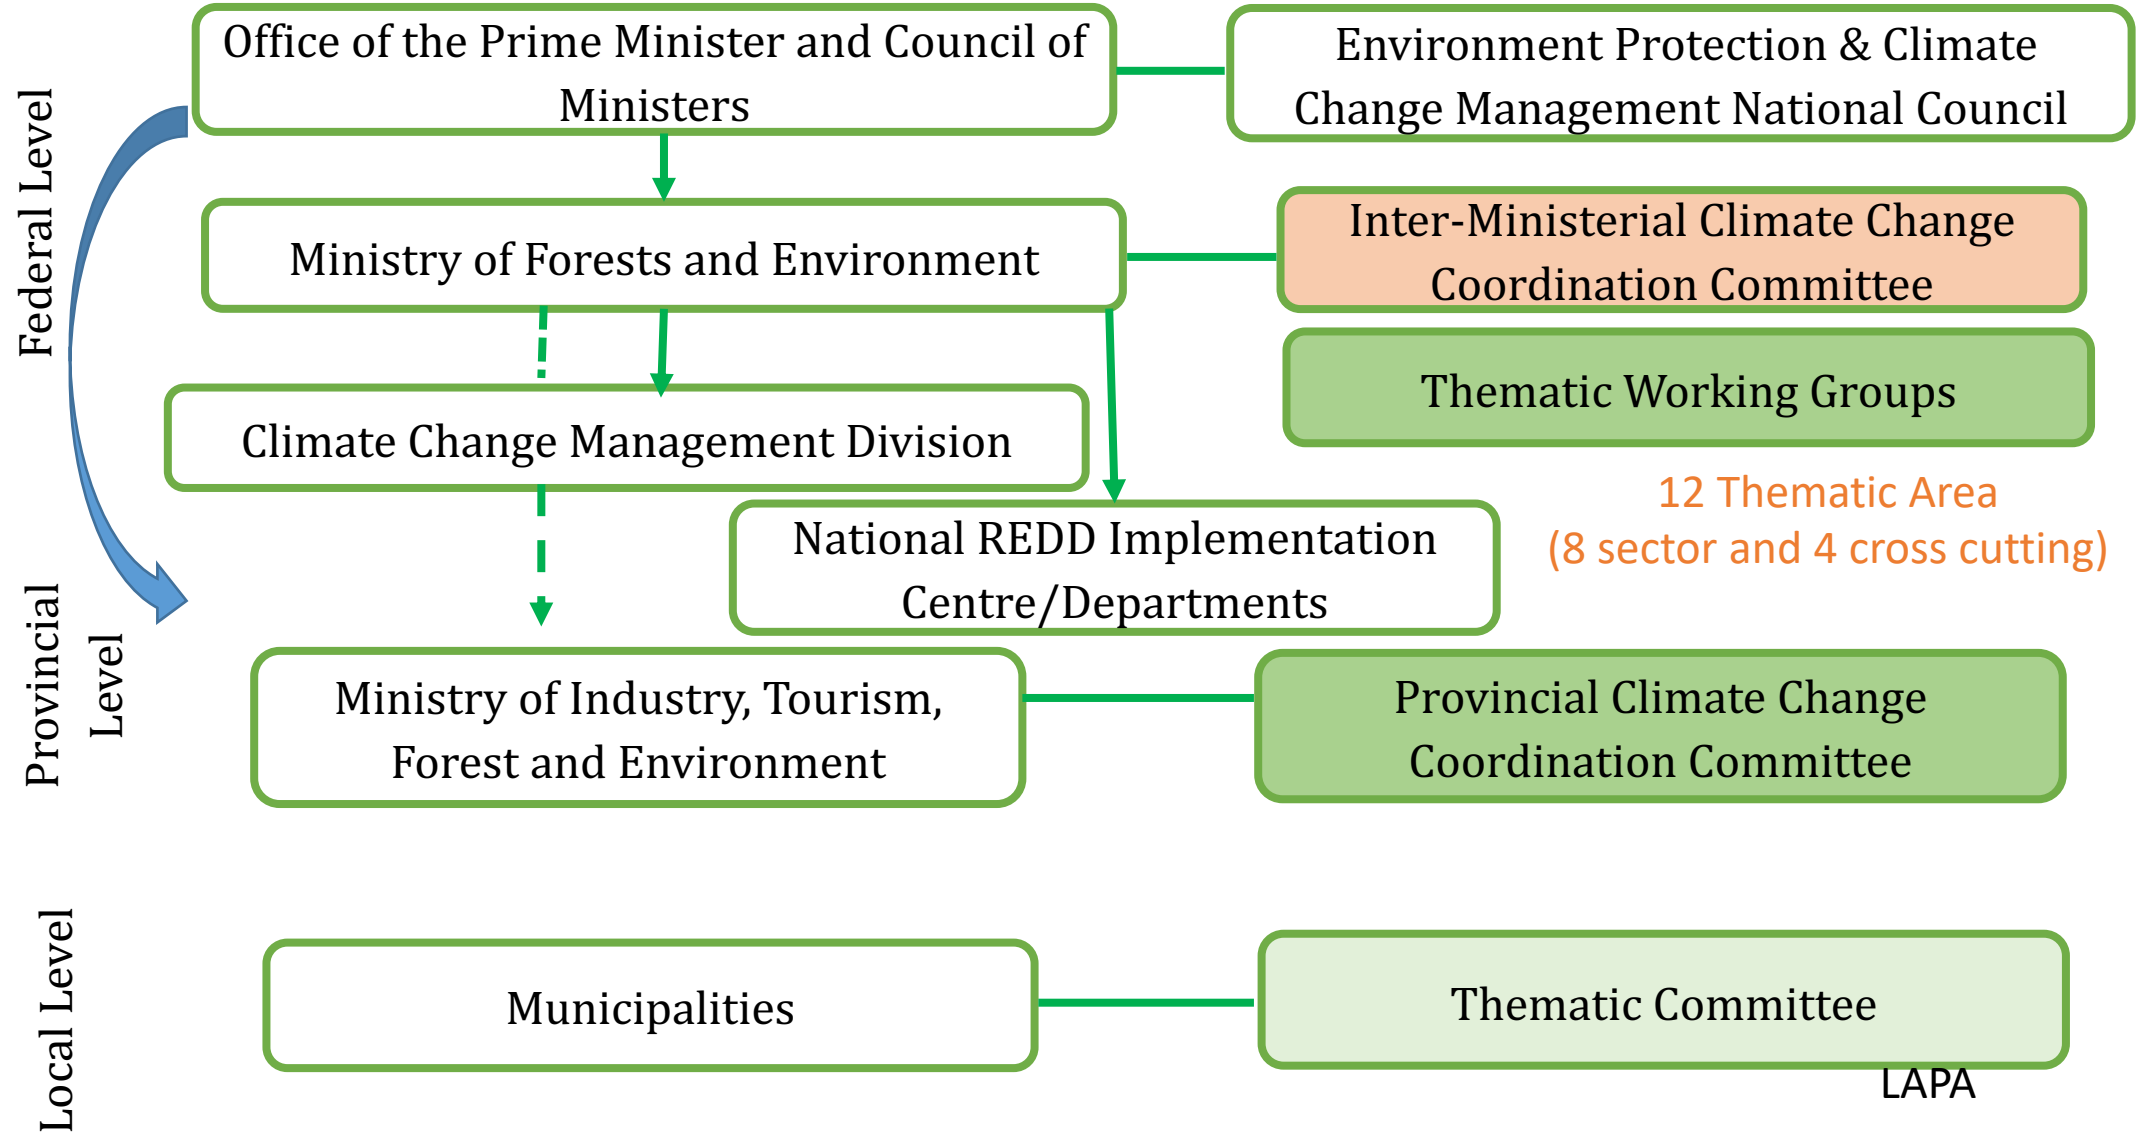 Federal Level
Office of the Prime Minister and Council of
Ministers
Environment Protection & Climate
Change Management National Council
Ministry of Forests and Environment
Inter-Ministerial Climate Change
Coordination Committee
Thematic Working Groups
Climate Change Management Division
12 Thematic Area
(8 sector and 4 cross cutting)
National REDD Implementation
Centre/Departments
Provincial
Level
Ministry of Industry, Tourism,
Forest and Environment
Provincial Climate Change
Coordination Committee
Local Level
Municipalities
Thematic Committee
LAPA